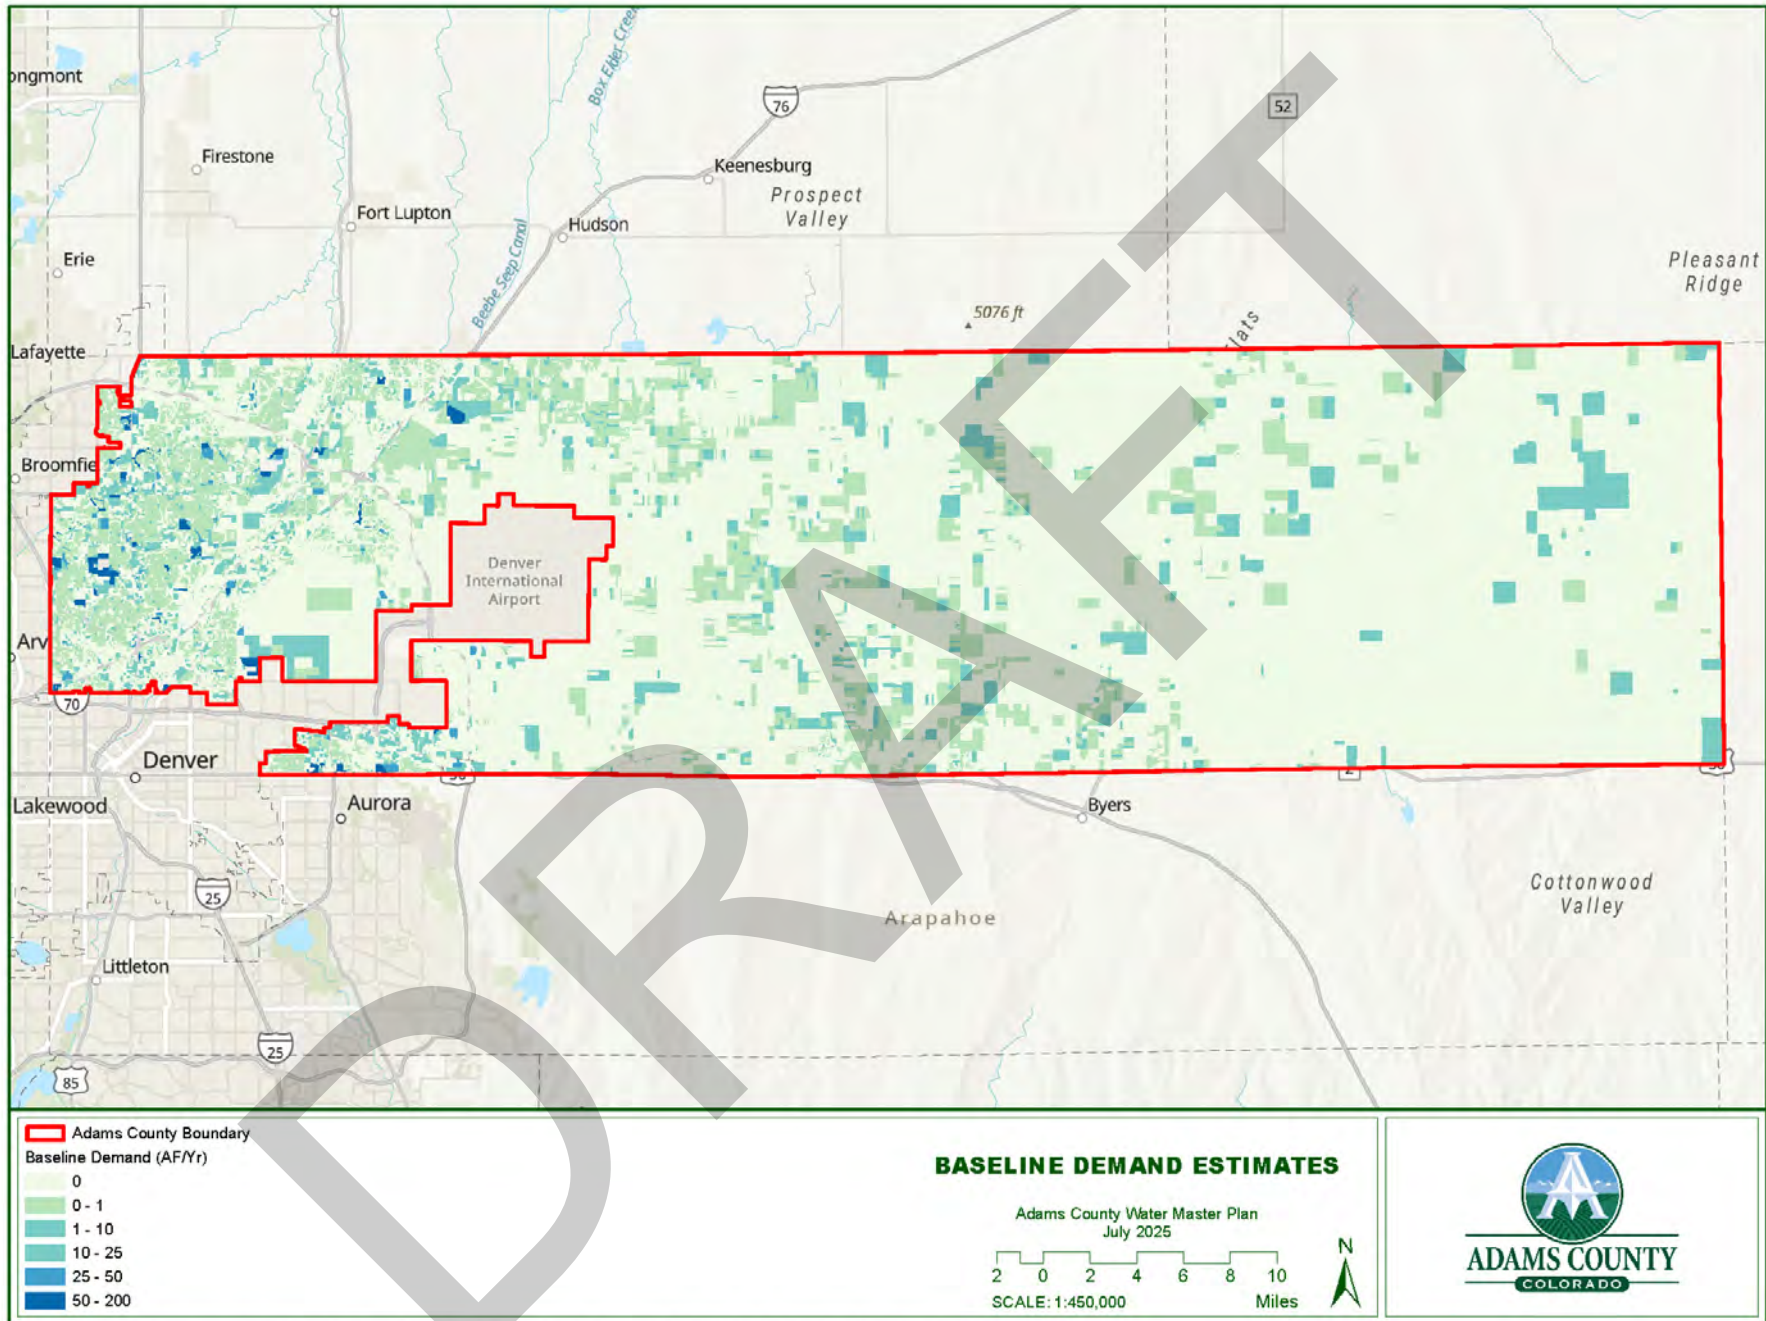 ongmont
Box Elder Creek
76
52
Firestone
Keenesburg
Prospect
Valley
Fort Lupton
Hudson
Beebe Seep Canal
Erie
Pleasant
Ridge
5076 ft
lats
Lafayette
Broomfie
Denver
International
Airport
Arv
70
Denver
Lakewood
Aurora
2
Byers
25
Cottonwood
Valley
Arapahoe
Littleton
25
85
DRAFT
Adams County Boundary
Baseline Demand (AF/Yr)
0
0 - 1
1 - 10
10 - 25
25 - 50
50 - 200
BASELINE DEMAND ESTIMATES
Adams County Water Master Plan
July 2025
2 0 2 4 6 8 10
SCALE: 1:450,000 Miles
N
ADAMS COUNTY
COLORADO